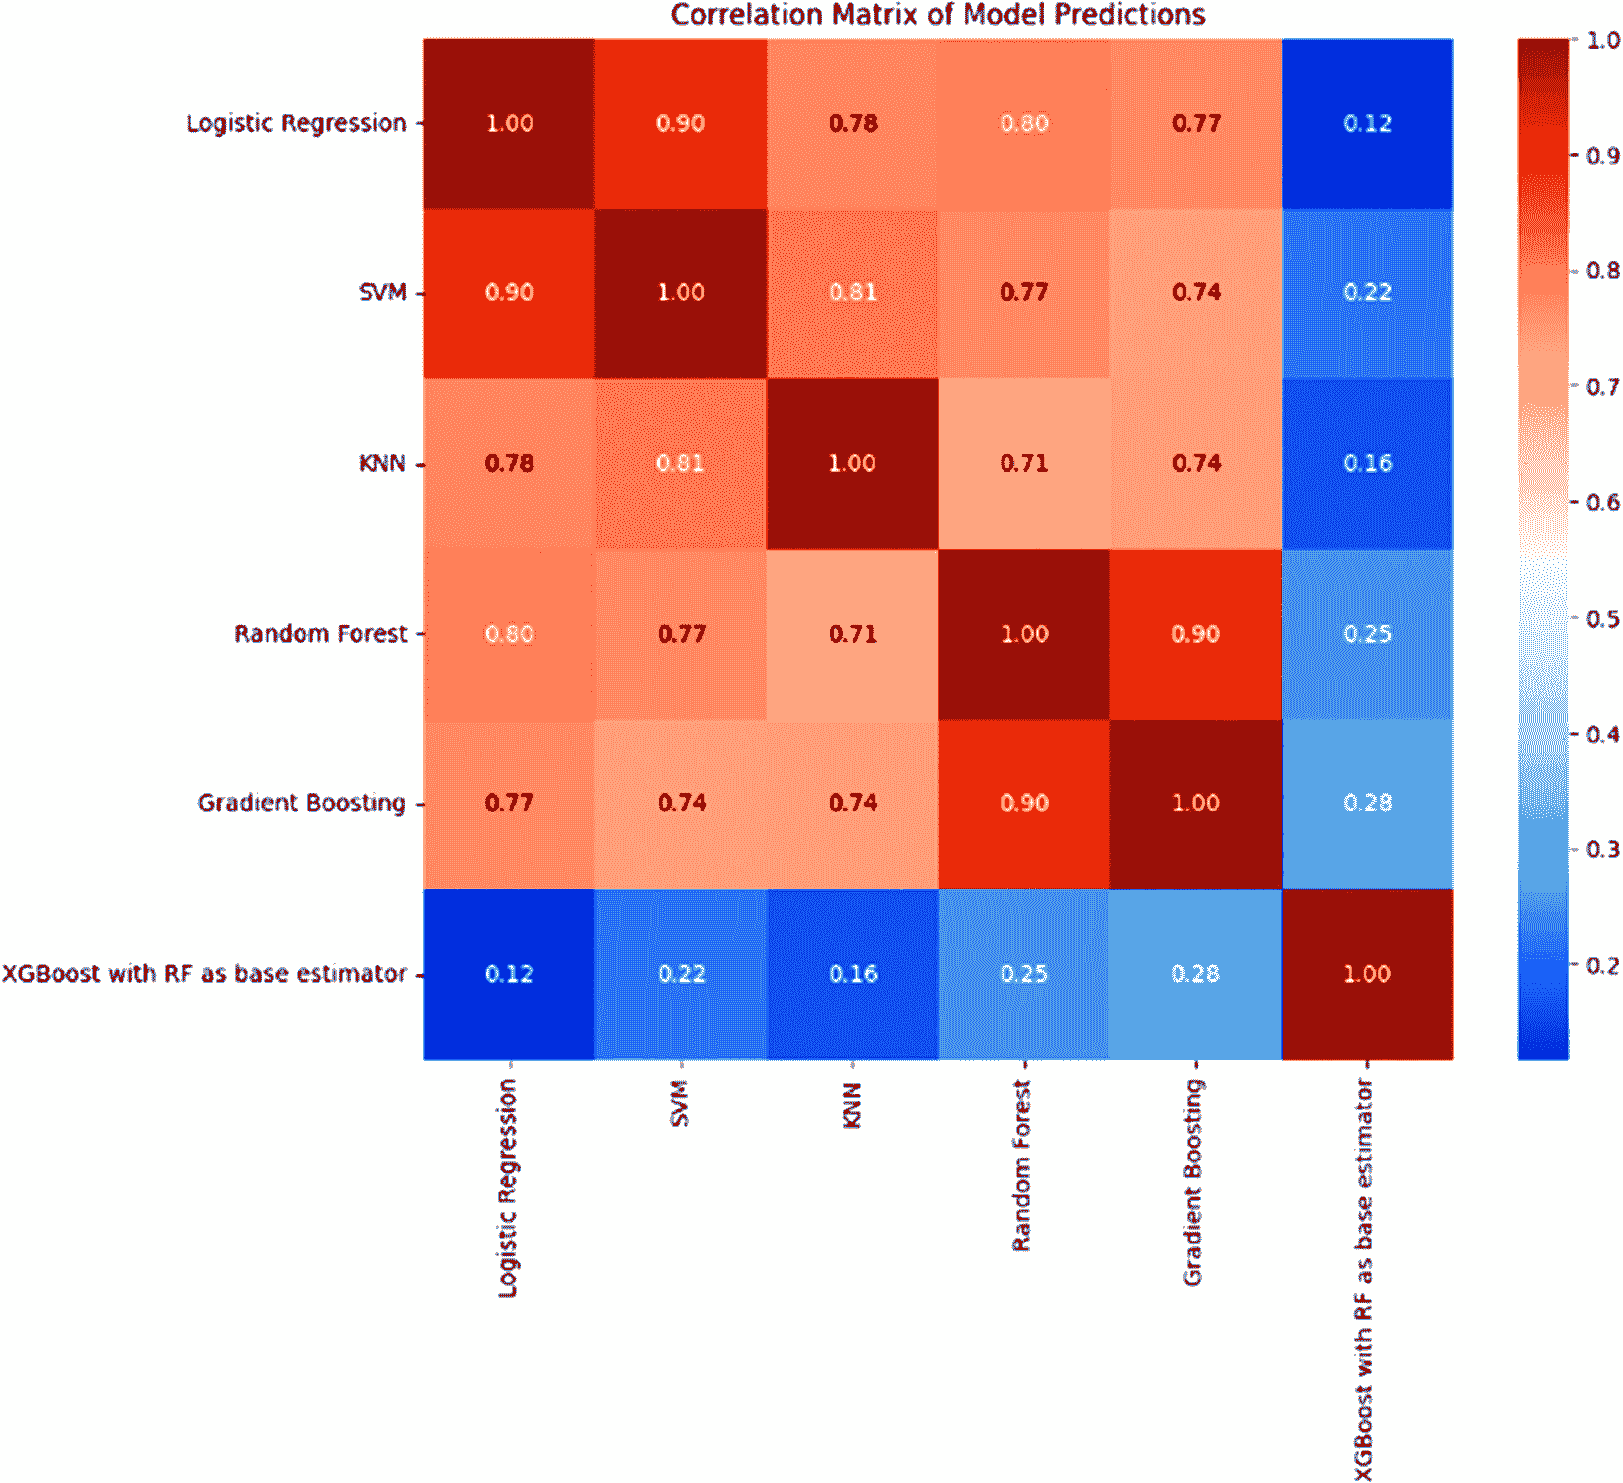 Correlation Matrix of Model Predictions
Logistic Regression 1.00 0.90 0.78 0.80 0.77 0.12
SVM 0.90 1.00 0.81 0.77 0.74 0.22
KNN 0.78 0.81 1.00 0.71 0.74 0.16
Random Forest 0.80 0.77 0.71 1.00 0.90 0.25
Gradient Boosting 0.77 0.74 0.74 0.90 1.00 0.28
XGBoost with RF as base estimator 0.12 0.22 0.16 0.25 0.28 1.00
Logistic Regression
SVM
KNN
Random Forest
Gradient Boosting
XGBoost with RF as base estimator
1.0
0.9
0.8
0.7
0.6
0.5
0.4
0.3
0.2